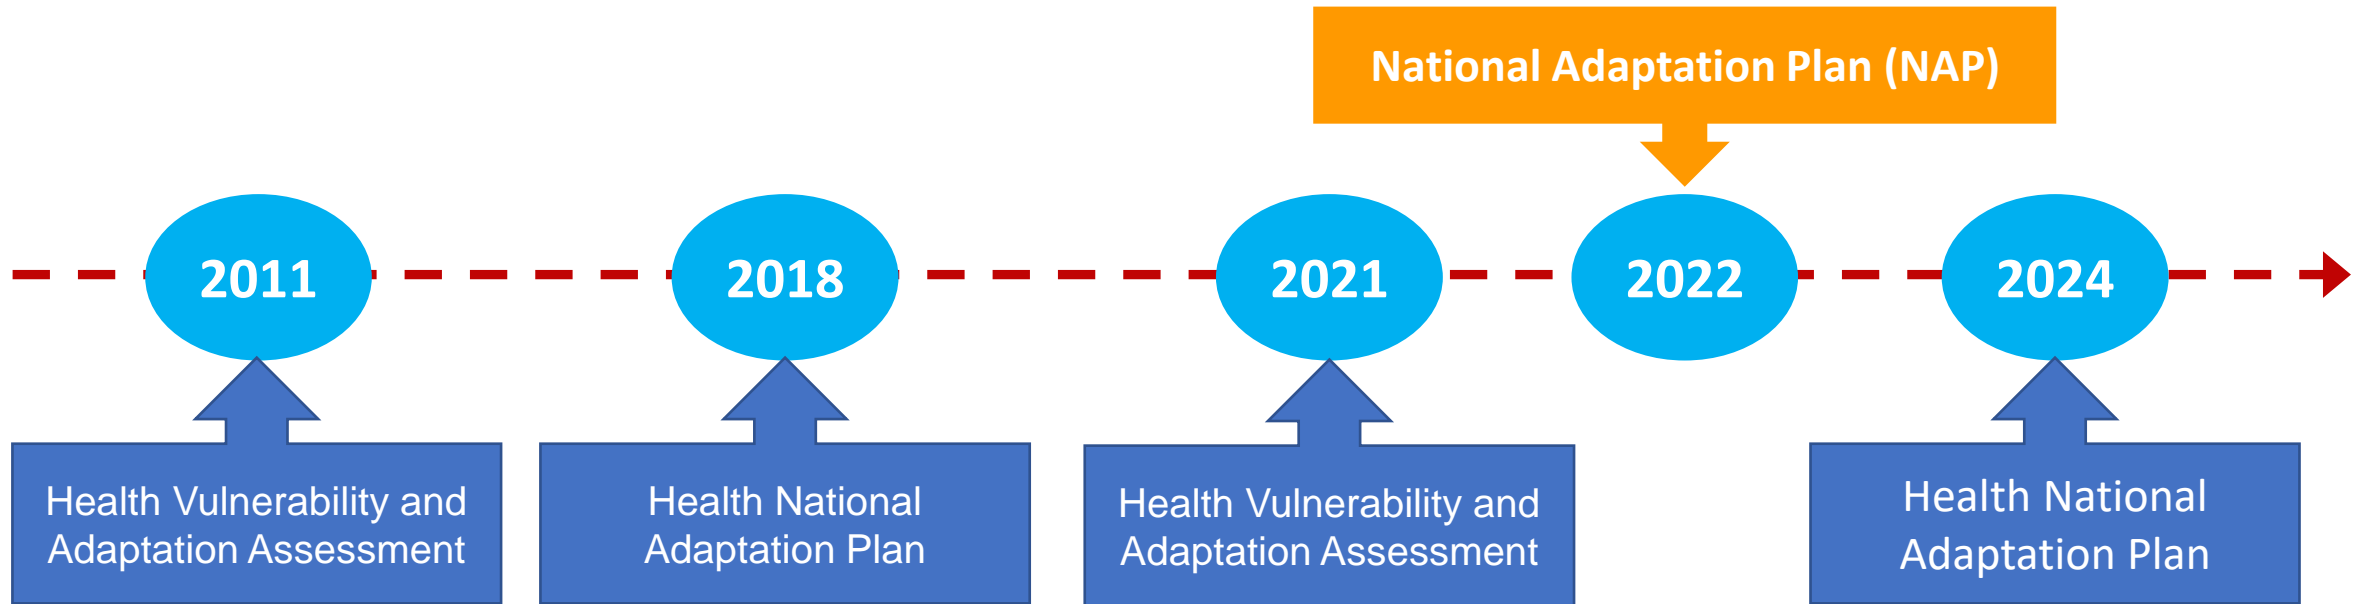 National Adaptation Plan (NAP)
2011
2018
2021
2022
2024
Health Vulnerability and
Adaptation Assessment
Health National
Adaptation Plan
Health Vulnerability and
Adaptation Assessment
Health National
Adaptation Plan